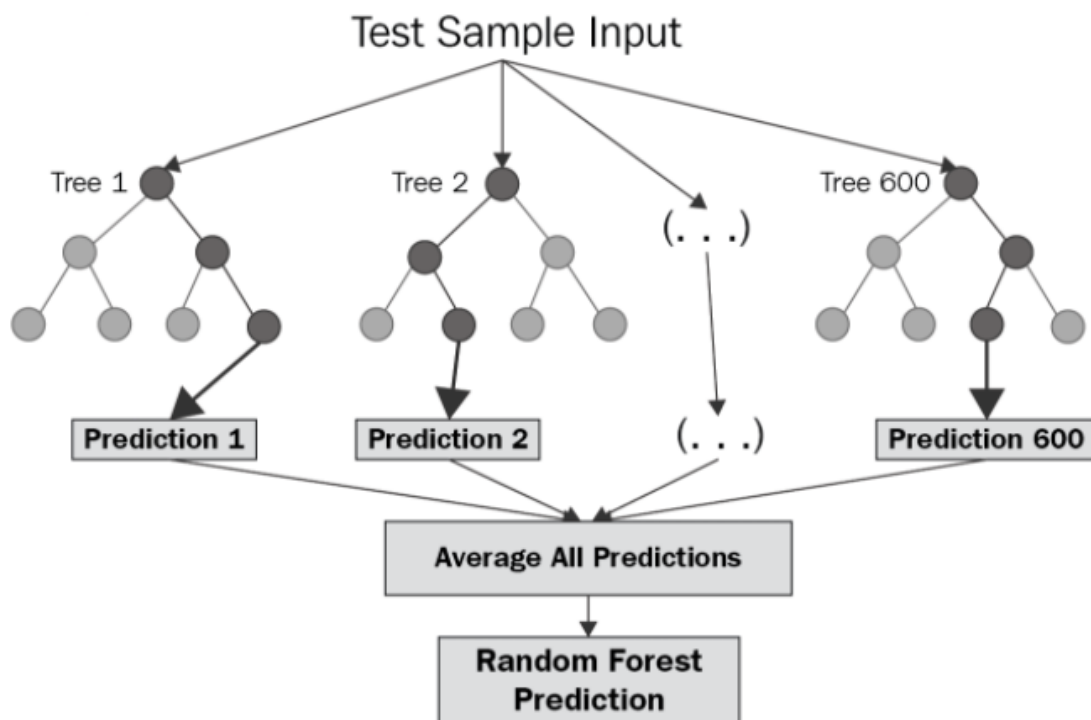 Test Sample Input
Tree 1
Tree 2
Tree 600
(. . .)
Prediction 1
Prediction 2
(. . .)
Prediction 600
Average All Predictions
Random Forest
Prediction